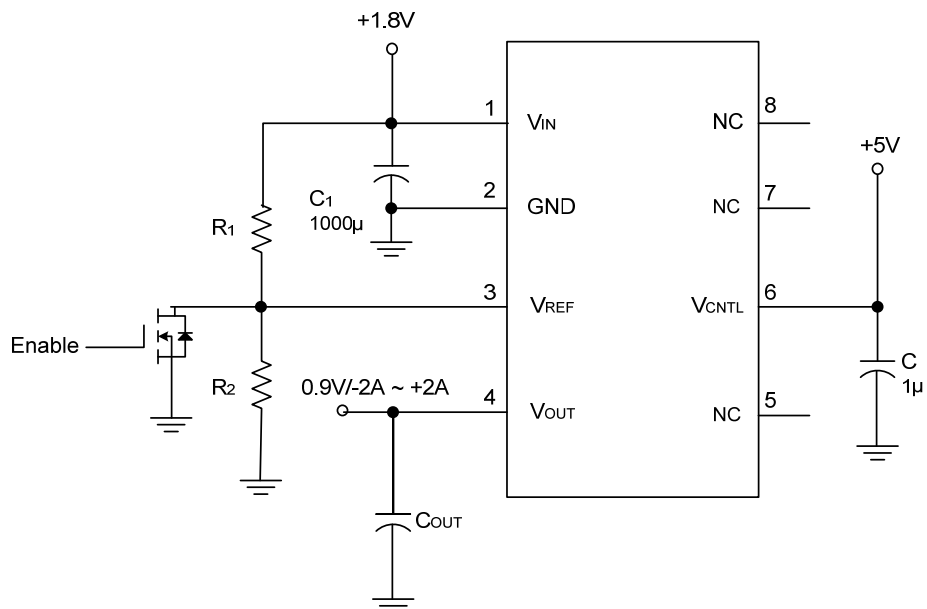 +1.8V
1
VIN
NC
8
+5V
C1
1000µ
2
GND
NC
7
R1
3
VREF
VCNTL
6
Enable
R2
0.9V/-2A ~ +2A
4
VOUT
NC
5
C
1µ
COUT